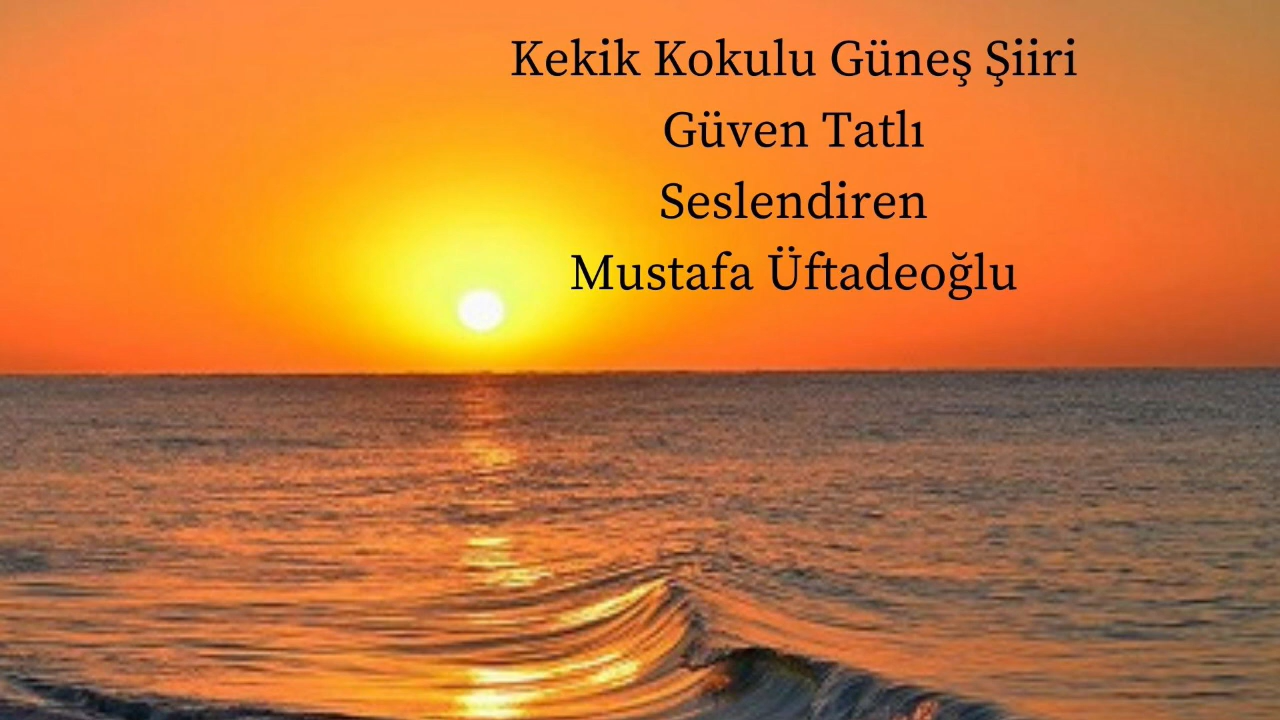 Kekik Kokulu Güneş Şiiri
Güven Tatlı
Seslendiren
Mustafa Üftadeoğlu